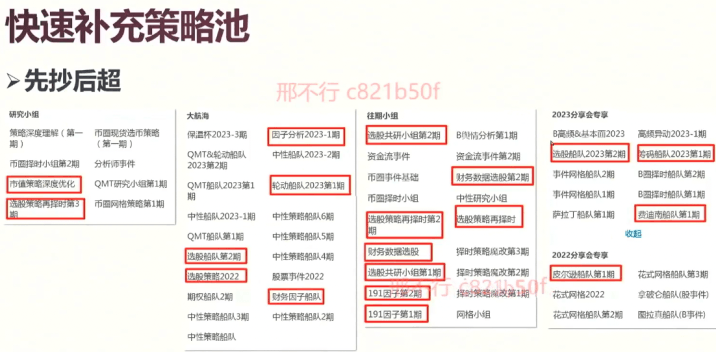 快速补充策略池
➢先抄后超
邢不行 c821b50f
研究小组
策略深度理解（第一期） 币圈现货选币策略（第一期）
币圈择时小组第2期 分析师事件
市值策略深度优化 QMT研究小组第1期
选股策略再择时第3期 币圈网格策略第1期
大航海
保温杯2023-3期 因子分析2023-1期
QMT&轮动船队2023第2期 中性船队2023-2期
QMT船队2023第1期 轮动船队2023第1期
中性船队2023-1期 中性策略船队6期
QMT船队第1期 中性策略船队5期
选股船队第2期 中性策略船队4期
选股策略2022 股票事件2022
期权船队2期 财务因子船队
中性策略船队3期 中性策略船队2期
中性策略船队
往期小组
选股共研小组第2期 B舆情分析第1期
资金流事件 资金流事件第2期
币圈事件基础 财务数据选股第2期
币圈择时小组 中性研究小组
选股策略再择时第2期 选股策略再择时
财务数据选股 择时策略魔改第3期
选股共研小组第1期 择时策略魔改第2期
191因子第2期 择时策略魔改第1期
191因子第1期 网格小组
邢不行 c821b50f
2023分享会专享
B高频&基本面2023 高频异动2023-1期
选股船队2023第2期 筹码船队2023第1期
事件网格船队2期 B圈择时船队第2期
事件网格船队1期 B圈择时船队第1期
萨拉丁船队第1期 费迪南船队第1期
收起
2022分享会专享
皮尔逊船队第1期 花式网格船队第3期
花式网格2022 拿破仑船队(股事件)
花式网格船队第2期 图拉真船队(B事件)